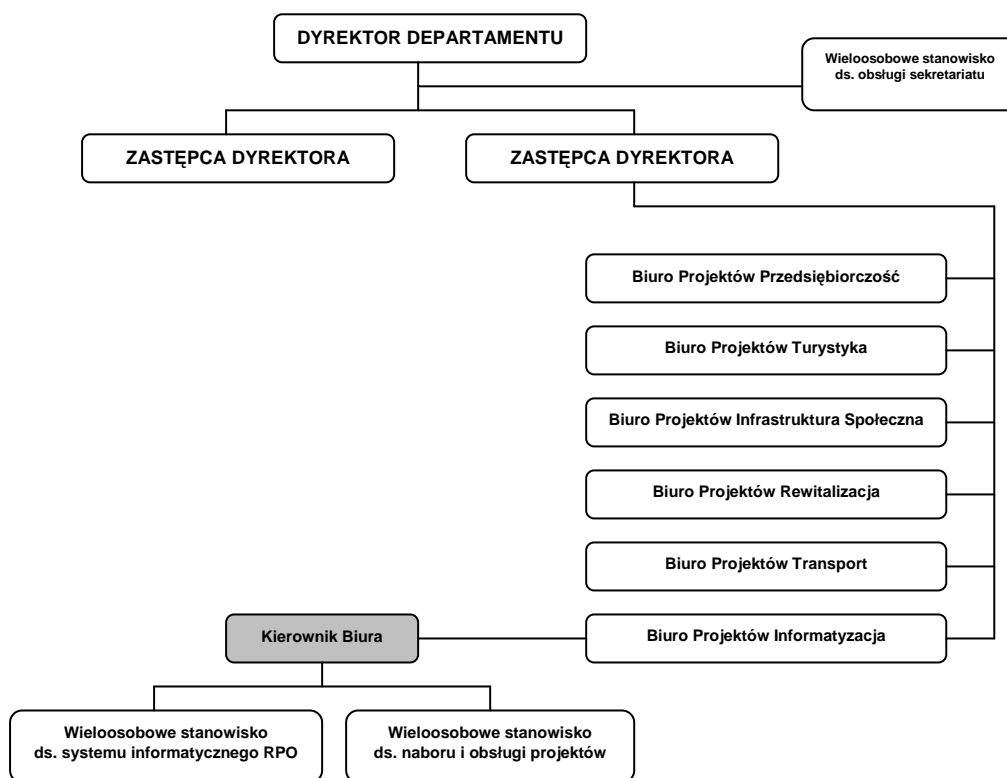 DYREKTOR DEPARTAMENTU
Wieloosobowe stanowisko
ds. obsługi sekretariatu
ZASTĘPCA DYREKTORA
ZASTĘPCA DYREKTORA
Biuro Projektów Przedsiębiorczość
Biuro Projektów Turystyka
Biuro Projektów Infrastruktura Społeczna
Biuro Projektów Rewitalizacja
Biuro Projektów Transport
Kierownik Biura
Biuro Projektów Informatyzacja
Wieloosobowe stanowisko
ds. systemu informatycznego RPO
Wieloosobowe stanowisko
ds. naboru i obsługi projektów